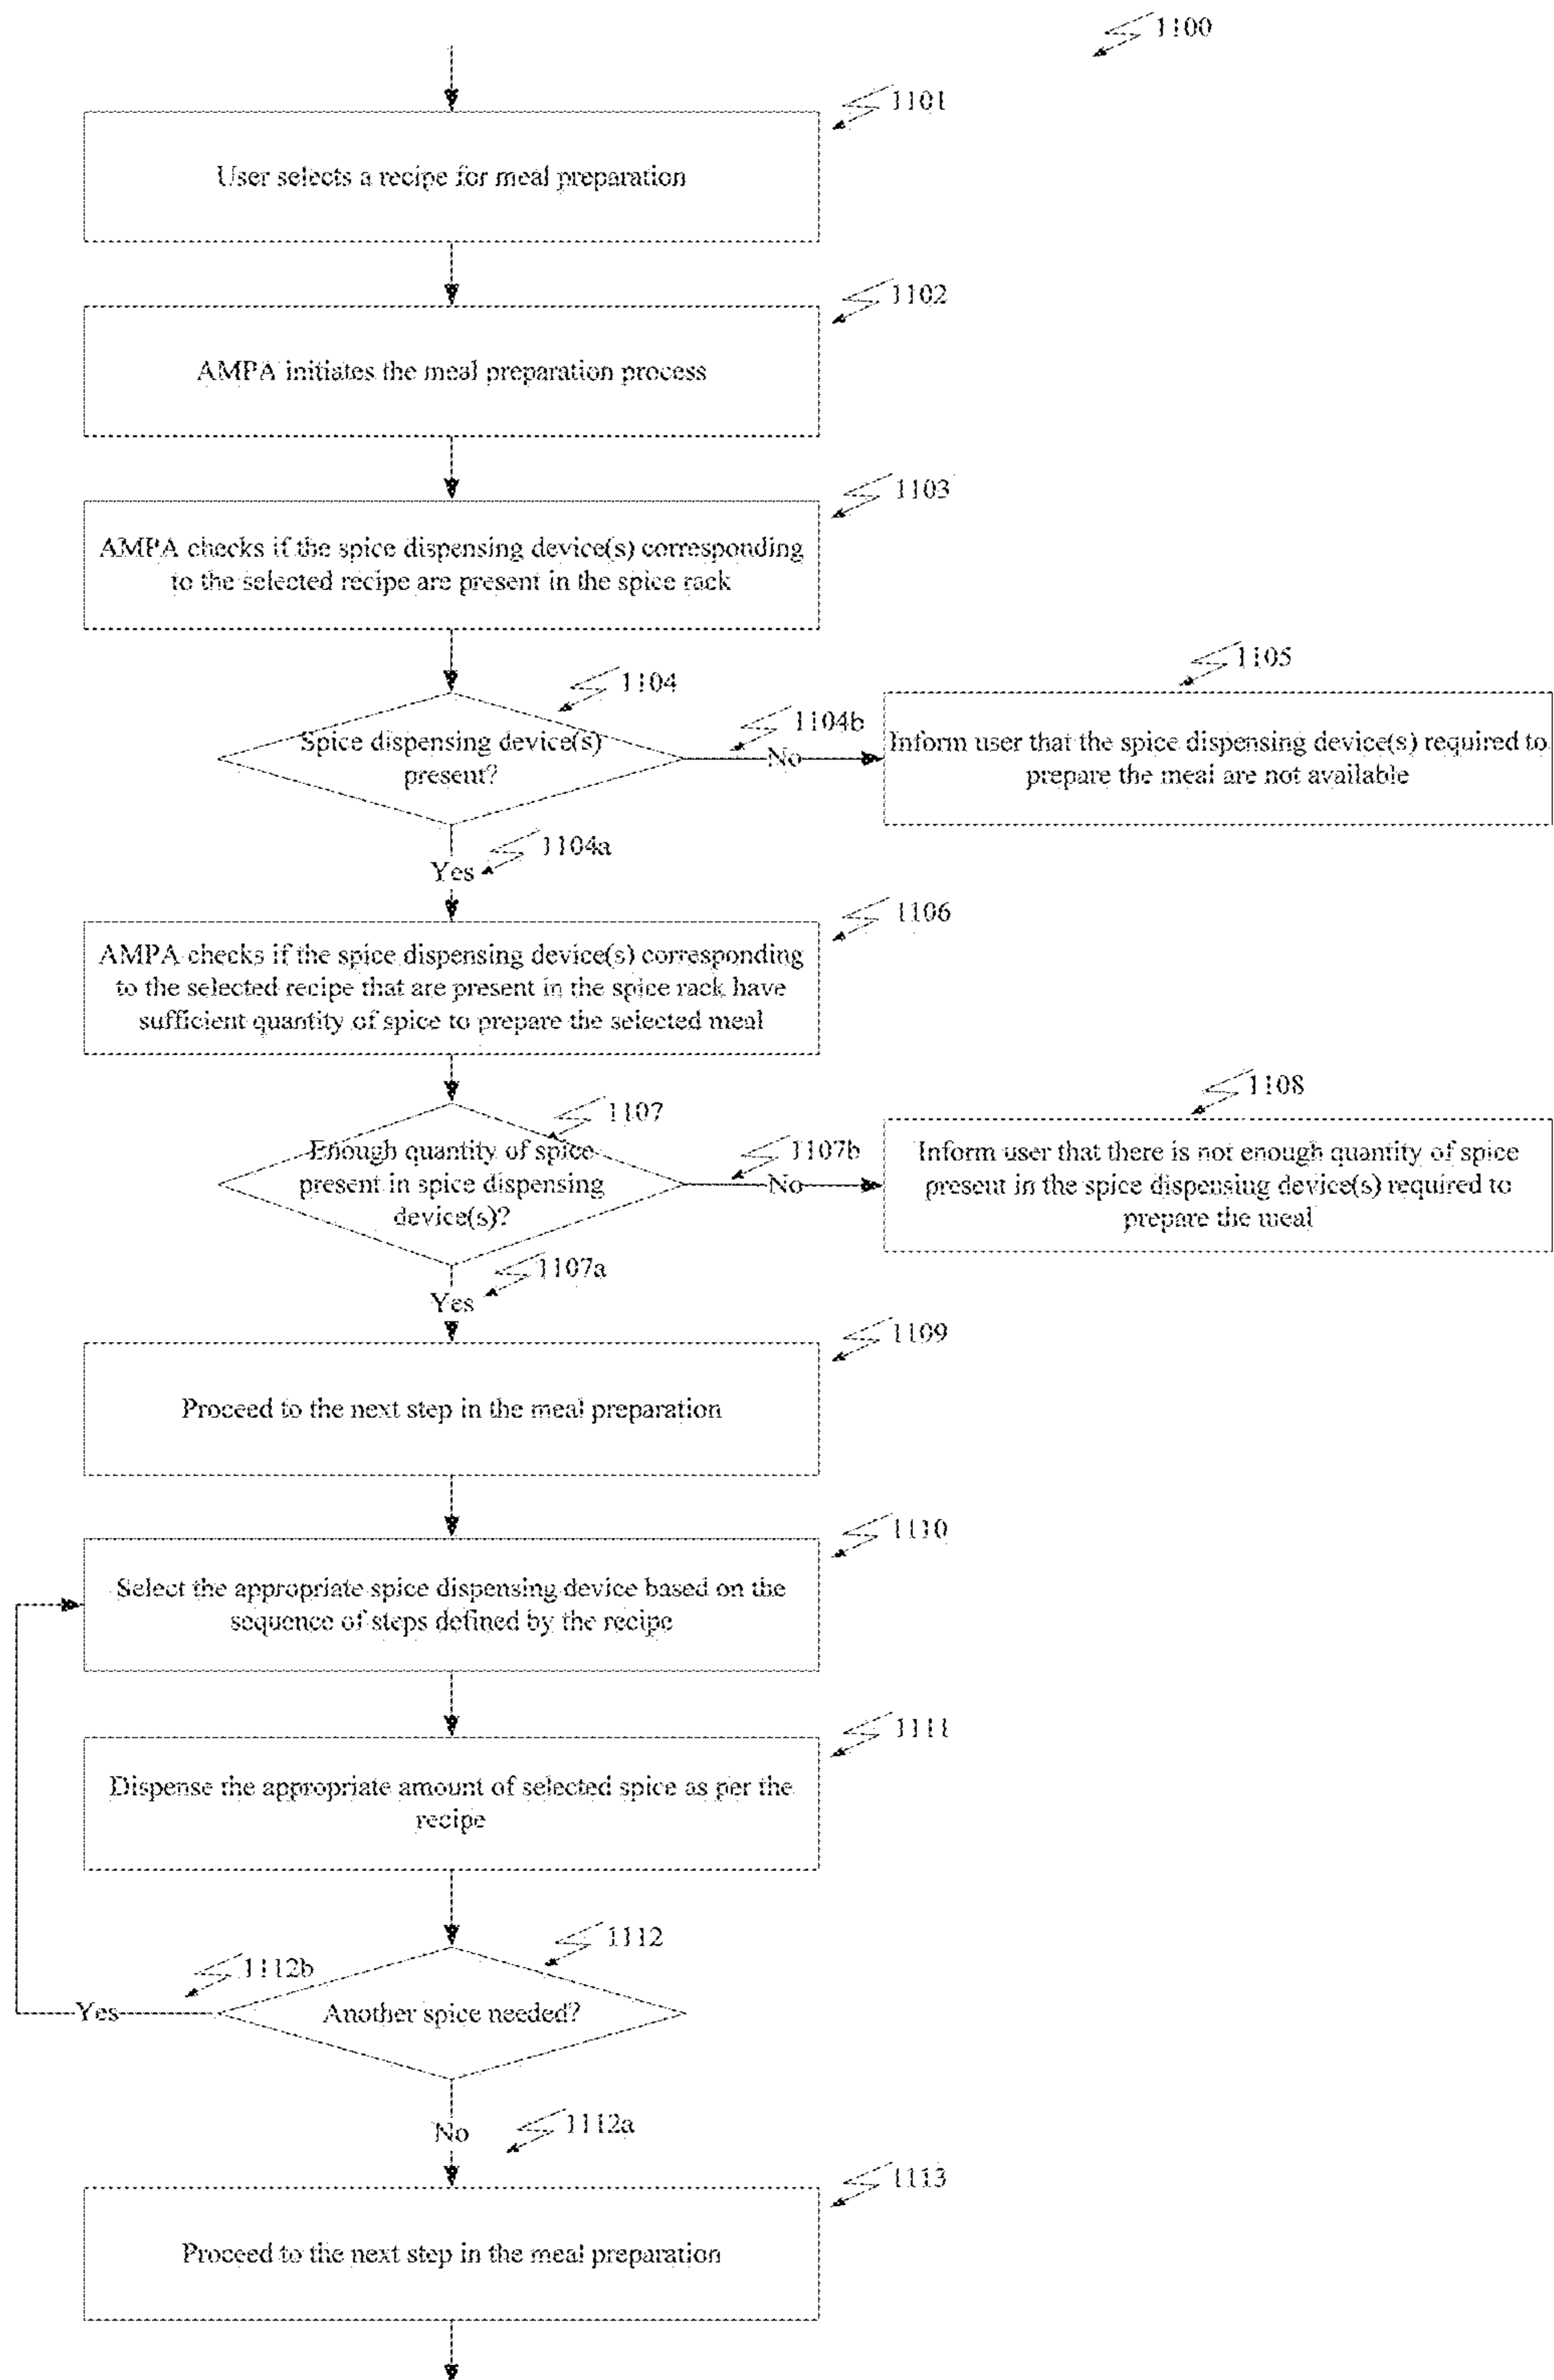 1100
1101
User selects a recipe for meal preparation
1102
AMPA initiates the meal preparation process
1103
AMPA checks if the spice dispensing device(s) corresponding
to the selected recipe are present in the spice rack
1104
Spice dispensing device(s)
present?
1104b
No
1105
Inform user that the spice dispensing device(s) required to
prepare the meal are not available
1104a
Yes
1106
AMPA checks if the spice dispensing device(s) corresponding
to the selected recipe that are present in the spice rack have
sufficient quantity of spice to prepare the selected meal
1107
Enough quantity of spice
present in spice dispensing
device(s)?
1107b
No
1108
Inform user that there is not enough quantity of spice
present in the spice dispensing device(s) required to
prepare the meal
1107a
Yes
1109
Proceed to the next step in the meal preparation
1110
Select the appropriate spice dispensing device based on the
sequence of steps defined by the recipe
1111
Dispense the appropriate amount of selected spice as per the
recipe
1112
Another spice needed?
1112b
Yes
1112a
No
1113
Proceed to the next step in the meal preparation